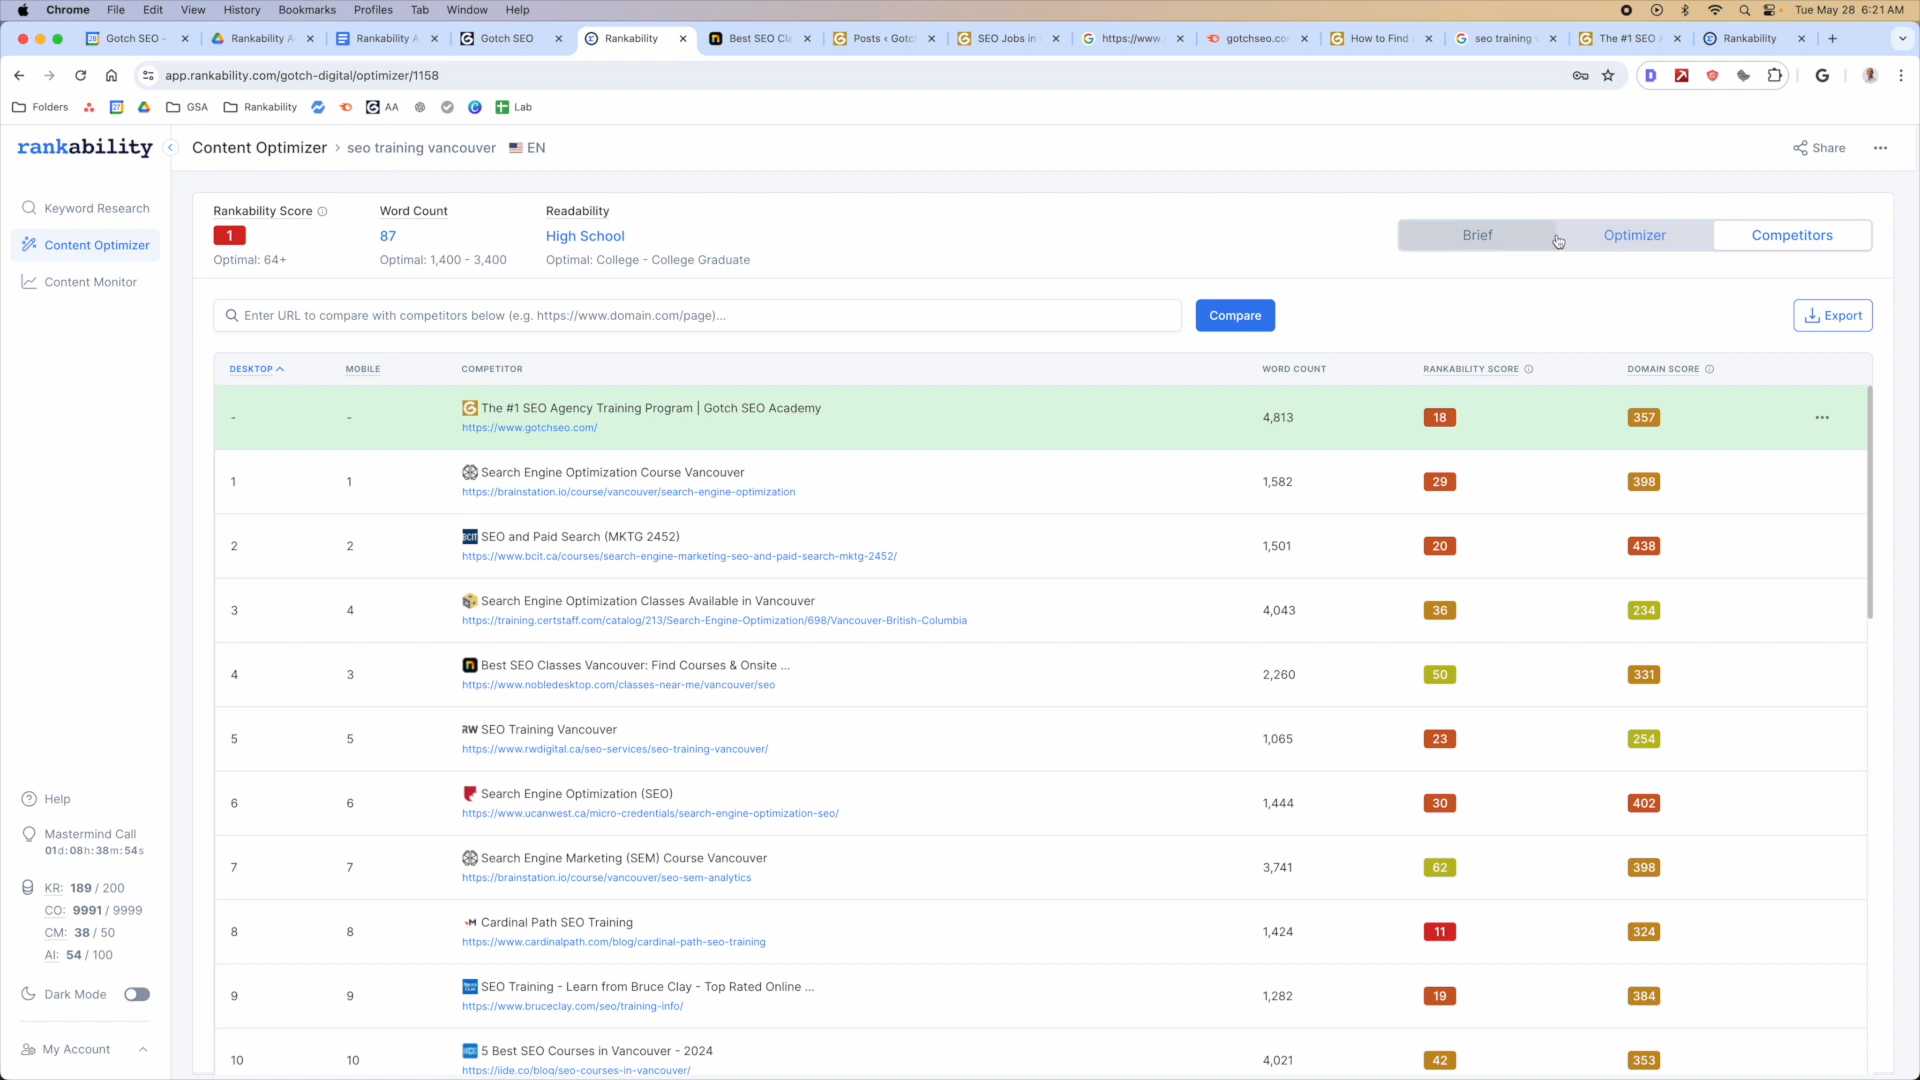 Chrome File Edit View History Bookmarks Profiles Tab Window Help Tue May 28 6:21 AM
Gotch SEO - Rankability A Rankability A Gotch SEO Rankability Best SEO Cla Posts ‹ Gotc SEO Jobs in https://www. gotchseo.co How to Find seo training The #1 SEO Rankability
app.rankability.com/gotch-digital/optimizer/1158
Folders GSA Rankability AA Lab
rankability
Content Optimizer › seo training vancouver EN
Share
Keyword Research
Content Optimizer
Content Monitor
Rankability Score Word Count Readability
1 87 High School
Optimal: 64+ Optimal: 1,400 - 3,400 Optimal: College - College Graduate
Brief Optimizer Competitors
Enter URL to compare with competitors below (e.g. https://www.domain.com/page)...
Compare
Export
DESKTOP MOBILE COMPETITOR WORD COUNT RANKABILITY SCORE DOMAIN SCORE
- - The #1 SEO Agency Training Program | Gotch SEO Academy 4,813 18 357
https://www.gotchseo.com/
1 1 Search Engine Optimization Course Vancouver 1,582 29 398
https://brainstation.io/course/vancouver/search-engine-optimization
2 2 BCIT SEO and Paid Search (MKTG 2452) 1,501 20 438
https://www.bcit.ca/courses/search-engine-marketing-seo-and-paid-search-mktg-2452/
3 4 Search Engine Optimization Classes Available in Vancouver 4,043 36 234
https://training.certstaff.com/catalog/213/Search-Engine-Optimization/698/Vancouver-British-Columbia
4 3 Best SEO Classes Vancouver: Find Courses & Onsite ... 2,260 50 331
https://www.nobledesktop.com/classes-near-me/vancouver/seo
5 5 RW SEO Training Vancouver 1,065 23 254
https://www.rwdigital.ca/seo-services/seo-training-vancouver/
6 6 Search Engine Optimization (SEO) 1,444 30 402
https://www.ucanwest.ca/micro-credentials/search-engine-optimization-seo/
7 7 Search Engine Marketing (SEM) Course Vancouver 3,741 62 398
https://brainstation.io/course/vancouver/seo-sem-analytics
8 8 Cardinal Path SEO Training 1,424 11 324
https://www.cardinalpath.com/blog/cardinal-path-seo-training
9 9 SEO Training - Learn from Bruce Clay - Top Rated Online ... 1,282 19 384
https://www.bruceclay.com/seo/training-info/
10 10 5 Best SEO Courses in Vancouver - 2024 4,021 42 353
https://iide.co/blog/seo-courses-in-vancouver/
Help
Mastermind Call
01d:08h:38m:54s
KR: 189 / 200
CO: 9991 / 9999
CM: 38 / 50
AI: 54 / 100
Dark Mode
My Account